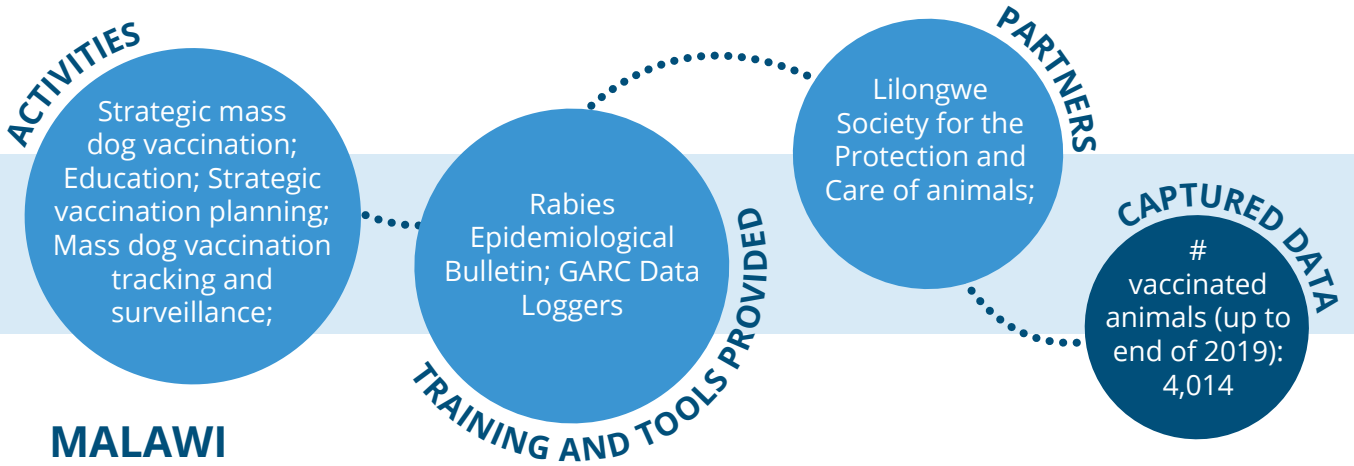 ACTIVITIES
Strategic mass
dog vaccination;
Education; Strategic
vaccination planning;
Mass dog vaccination
tracking and
surveillance;
Rabies
Epidemiological
Bulletin; GARC Data
Loggers
TRAINING AND TOOLS PROVIDED
PARTNERS
Lilongwe
Society for the
Protection and
Care of animals;
CAPTURED DATA
#
vaccinated
animals (up to
end of 2019):
4,014
MALAWI